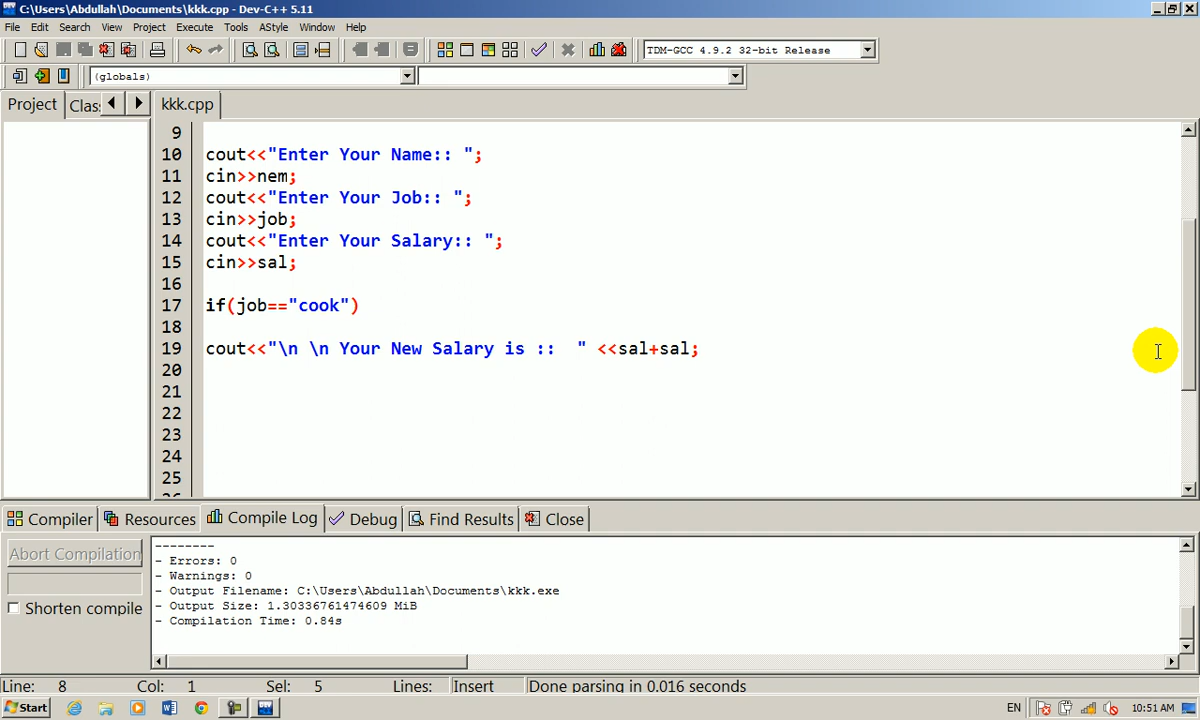 C:\Users\Abdullah\Documents\kkk.cpp - Dev-C++ 5.11
File Edit Search View Project Execute Tools AStyle Window Help
TDM-GCC 4.9.2 32-bit Release
(globals)
Project Clas kkk.cpp
9
10 cout<<"Enter Your Name:: ";
11 cin>>nem;
12 cout<<"Enter Your Job:: ";
13 cin>>job;
14 cout<<"Enter Your Salary:: ";
15 cin>>sal;
16
17 if(job=="cook")
18
19 cout<<"\n \n Your New Salary is ::  " <<sal+sal;
20
21
22
23
24
25
Compiler Resources Compile Log Debug Find Results Close
Abort Compilation
Shorten compile
--------
- Errors: 0
- Warnings: 0
- Output Filename: C:\Users\Abdullah\Documents\kkk.exe
- Output Size: 1.30336761474609 MiB
- Compilation Time: 0.84s
Line: 8 Col: 1 Sel: 5 Lines: Insert Done parsing in 0.016 seconds
Start EN 10:51 AM